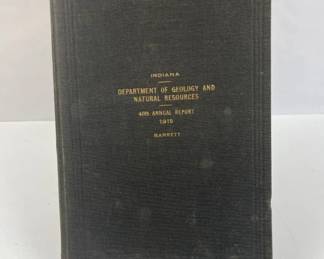 INDIANA
DEPARTMENT OF GEOLOGY AND
NATURAL RESOURCES
40th ANNUAL REPORT
1915
BARRETT